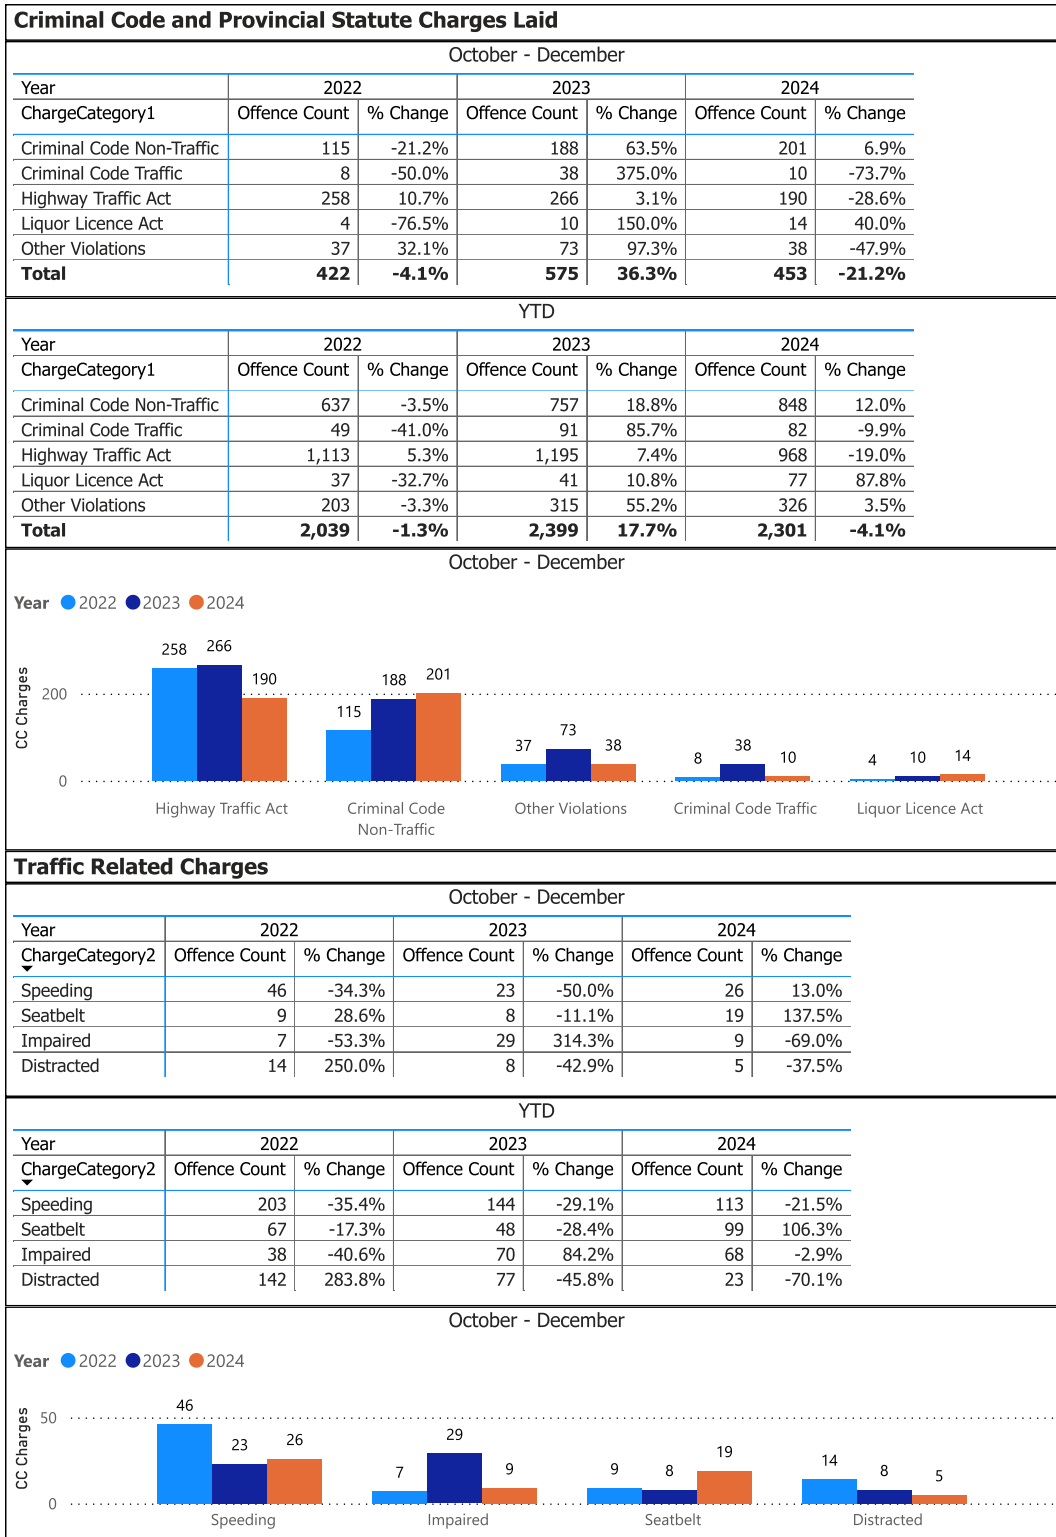 Criminal Code and Provincial Statute Charges Laid
October - December
Year 2022 2023 2024
ChargeCategory1 Offence Count % Change Offence Count % Change Offence Count % Change
Criminal Code Non-Traffic 115 -21.2% 188 63.5% 201 6.9%
Criminal Code Traffic 8 -50.0% 38 375.0% 10 -73.7%
Highway Traffic Act 258 10.7% 266 3.1% 190 -28.6%
Liquor Licence Act 4 -76.5% 10 150.0% 14 40.0%
Other Violations 37 32.1% 73 97.3% 38 -47.9%
Total 422 -4.1% 575 36.3% 453 -21.2%
YTD
Year 2022 2023 2024
ChargeCategory1 Offence Count % Change Offence Count % Change Offence Count % Change
Criminal Code Non-Traffic 637 -3.5% 757 18.8% 848 12.0%
Criminal Code Traffic 49 -41.0% 91 85.7% 82 -9.9%
Highway Traffic Act 1,113 5.3% 1,195 7.4% 968 -19.0%
Liquor Licence Act 37 -32.7% 41 10.8% 77 87.8%
Other Violations 203 -3.3% 315 55.2% 326 3.5%
Total 2,039 -1.3% 2,399 17.7% 2,301 -4.1%
October - December
Year 2022 2023 2024
CC Charges
200
0
258 266 190
115 188 201
37 73 38
8 38 10
4 10 14
Highway Traffic Act Criminal Code Other Violations Criminal Code Traffic Liquor Licence Act
Non-Traffic
Traffic Related Charges
October - December
Year 2022 2023 2024
ChargeCategory2 Offence Count % Change Offence Count % Change Offence Count % Change
Speeding 46 -34.3% 23 -50.0% 26 13.0%
Seatbelt 9 28.6% 8 -11.1% 19 137.5%
Impaired 7 -53.3% 29 314.3% 9 -69.0%
Distracted 14 250.0% 8 -42.9% 5 -37.5%
YTD
Year 2022 2023 2024
ChargeCategory2 Offence Count % Change Offence Count % Change Offence Count % Change
Speeding 203 -35.4% 144 -29.1% 113 -21.5%
Seatbelt 67 -17.3% 48 -28.4% 99 106.3%
Impaired 38 -40.6% 70 84.2% 68 -2.9%
Distracted 142 283.8% 77 -45.8% 23 -70.1%
October - December
Year 2022 2023 2024
CC Charges
50
0
46 23 26
7 29 9
9 8 19
14 8 5
Speeding Impaired Seatbelt Distracted